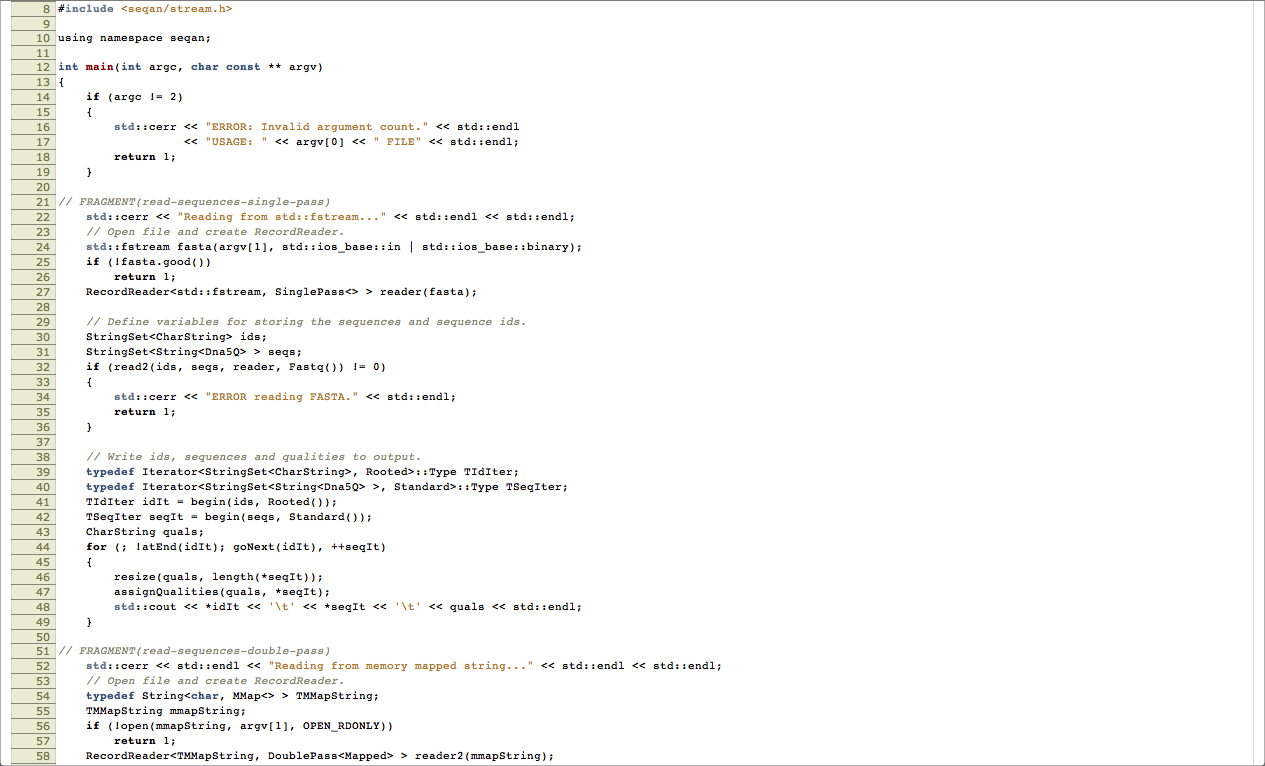 8 #include <seqan/stream.h>
9
10 using namespace seqan;
11
12 int main(int argc, char const ** argv)
13 {
14     if (argc != 2)
15     {
16         std::cerr << "ERROR: Invalid argument count." << std::endl
17                   << "USAGE: " << argv[0] << " FILE" << std::endl;
18         return 1;
19     }
20
21 // FRAGMENT(read-sequences-single-pass)
22     std::cerr << "Reading from std::fstream..." << std::endl << std::endl;
23     // Open file and create RecordReader.
24     std::fstream fasta(argv[1], std::ios_base::in | std::ios_base::binary);
25     if (!fasta.good())
26         return 1;
27     RecordReader<std::fstream, SinglePass<> > reader(fasta);
28
29     // Define variables for storing the sequences and sequence ids.
30     StringSet<CharString> ids;
31     StringSet<String<Dna5Q> > seqs;
32     if (read2(ids, seqs, reader, Fastq()) != 0)
33     {
34         std::cerr << "ERROR reading FASTA." << std::endl;
35         return 1;
36     }
37
38     // Write ids, sequences and qualities to output.
39     typedef Iterator<StringSet<CharString>, Rooted>::Type TIdIter;
40     typedef Iterator<StringSet<String<Dna5Q> >, Standard>::Type TSeqIter;
41     TIdIter idIt = begin(ids, Rooted());
42     TSeqIter seqIt = begin(seqs, Standard());
43     CharString quals;
44     for (; !atEnd(idIt); goNext(idIt), ++seqIt)
45     {
46         resize(quals, length(*seqIt));
47         assignQualities(quals, *seqIt);
48         std::cout << *idIt << '\t' << *seqIt << '\t' << quals << std::endl;
49     }
50
51 // FRAGMENT(read-sequences-double-pass)
52     std::cerr << std::endl << "Reading from memory mapped string..." << std::endl << std::endl;
53     // Open file and create RecordReader.
54     typedef String<char, MMap<> > TMMapString;
55     TMMapString mmapString;
56     if (!open(mmapString, argv[1], OPEN_RDONLY))
57         return 1;
58     RecordReader<TMMapString, DoublePass<Mapped> > reader2(mmapString);